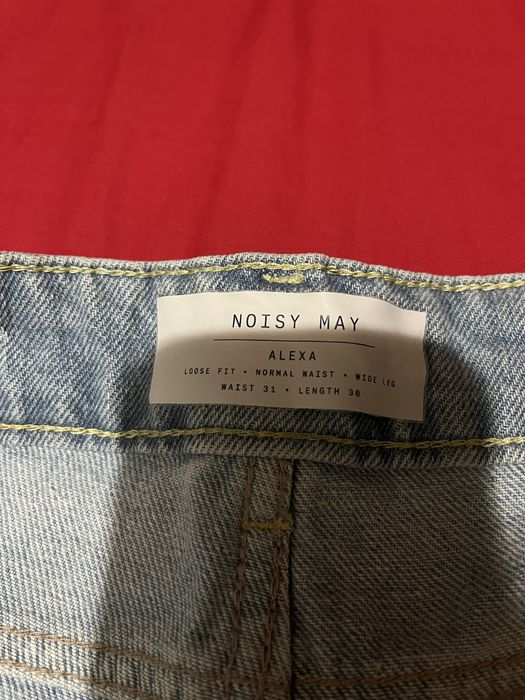 NOISY MAY
ALEXA
LOOSE FIT • NORMAL WAIST • WIDE LEG
WAIST 31 • LENGTH 30